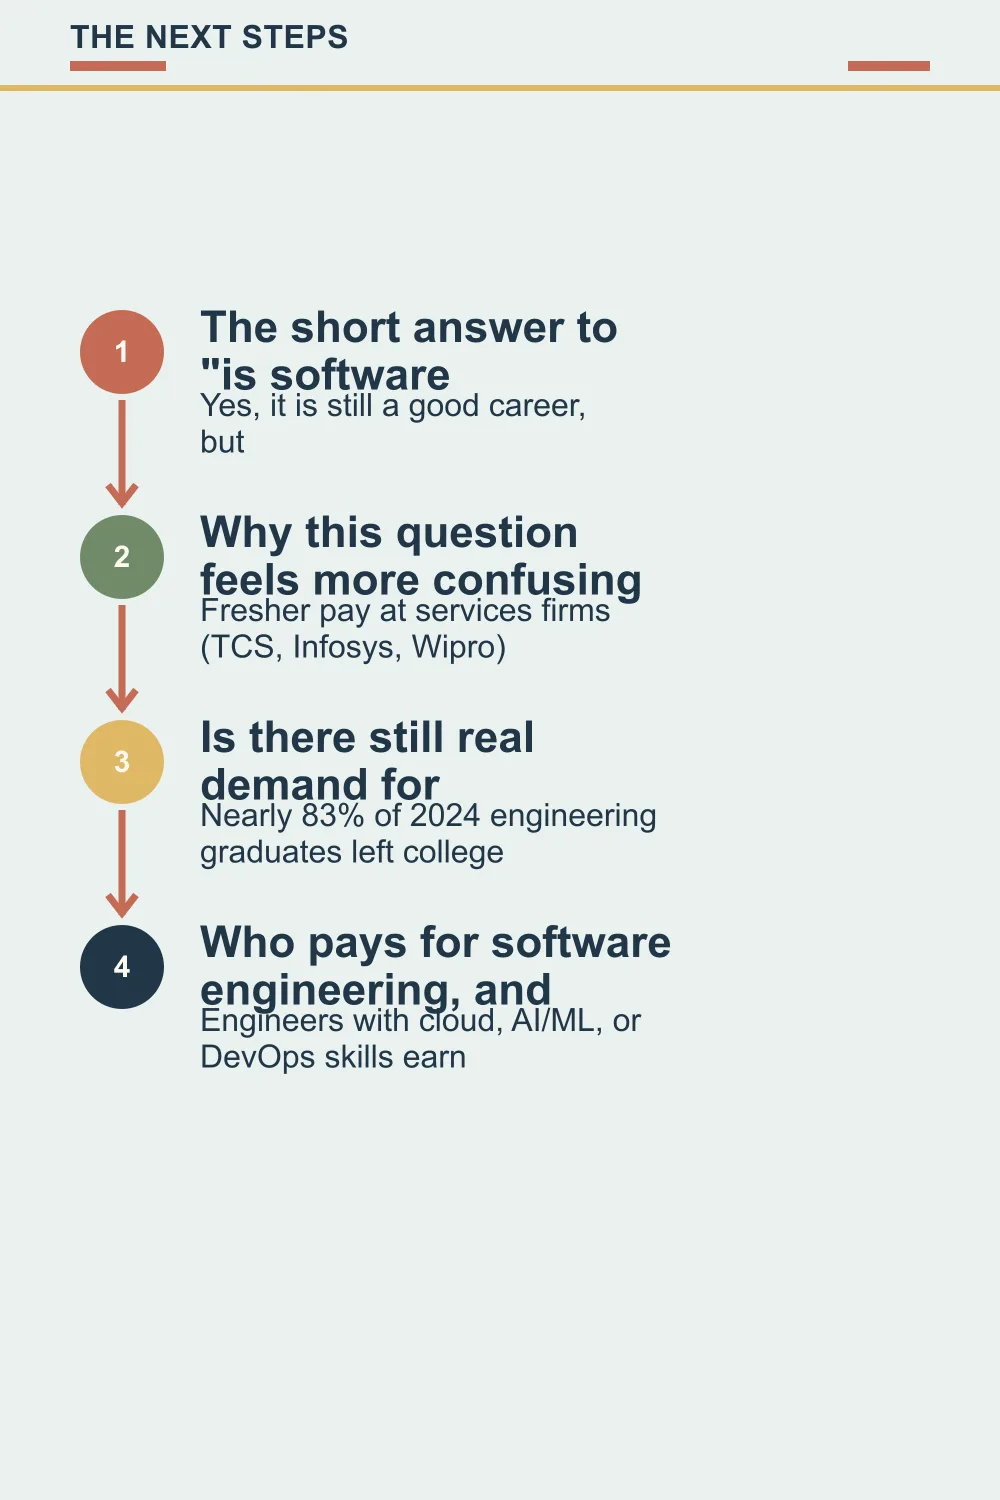 THE NEXT STEPS
1
The short answer to
"is software
Yes, it is still a good career,
but
2
Why this question
feels more confusing
Fresher pay at services firms
(TCS, Infosys, Wipro)
3
Is there still real
demand for
Nearly 83% of 2024 engineering
graduates left college
4
Who pays for software
engineering, and
Engineers with cloud, AI/ML, or
DevOps skills earn